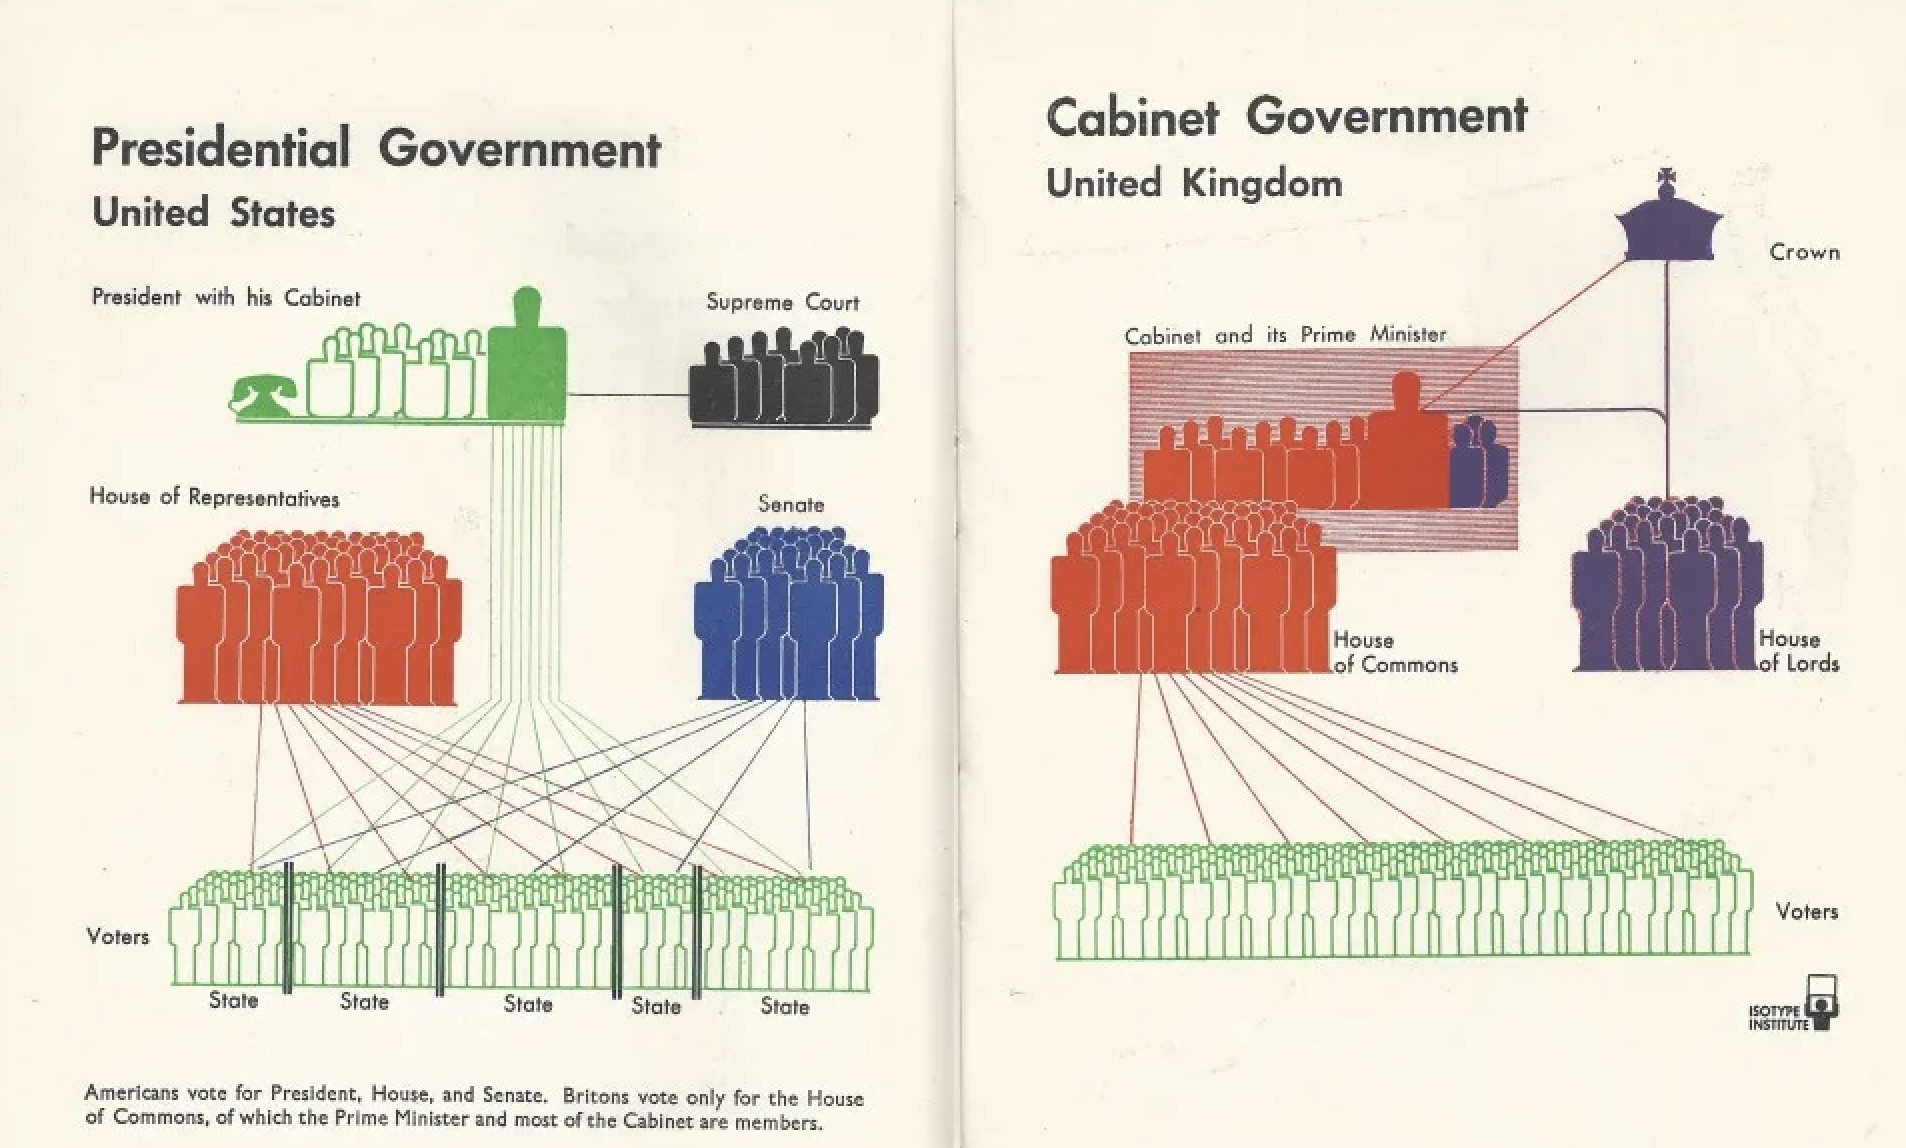 Presidential Government
United States
President with his Cabinet
Supreme Court
House of Representatives
Senate
Voters
State
State
State
State
State
Americans vote for President, House, and Senate. Britons vote only for the House
of Commons, of which the Prime Minister and most of the Cabinet are members.
Cabinet Government
United Kingdom
Crown
Cabinet and its Prime Minister
House
of Commons
House
of Lords
Voters
ISOTYPE
INSTITUTE